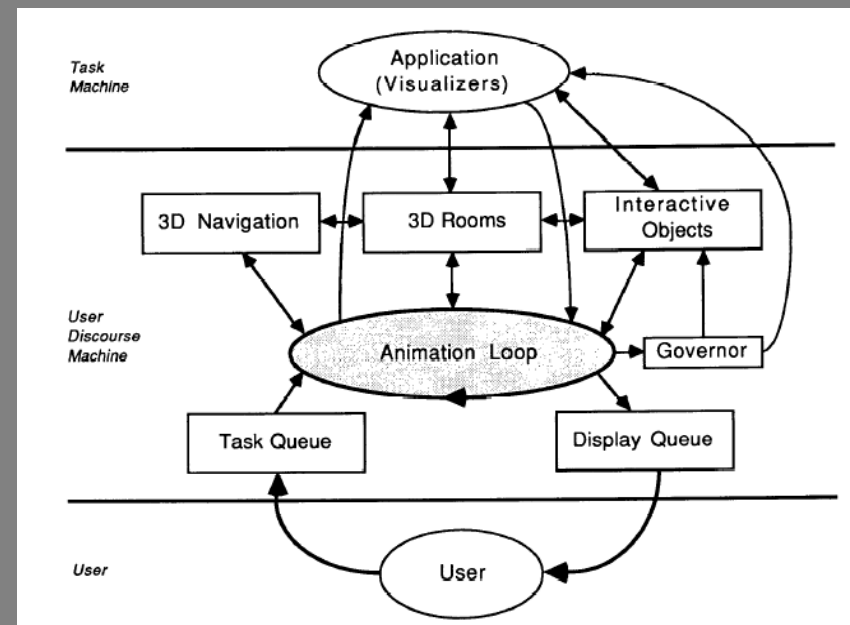 Application
(Visualizers)
Task
Machine
3D Navigation
3D Rooms
Interactive
Objects
User
Discourse
Machine
Animation Loop
Governor
Task Queue
Display Queue
User
User